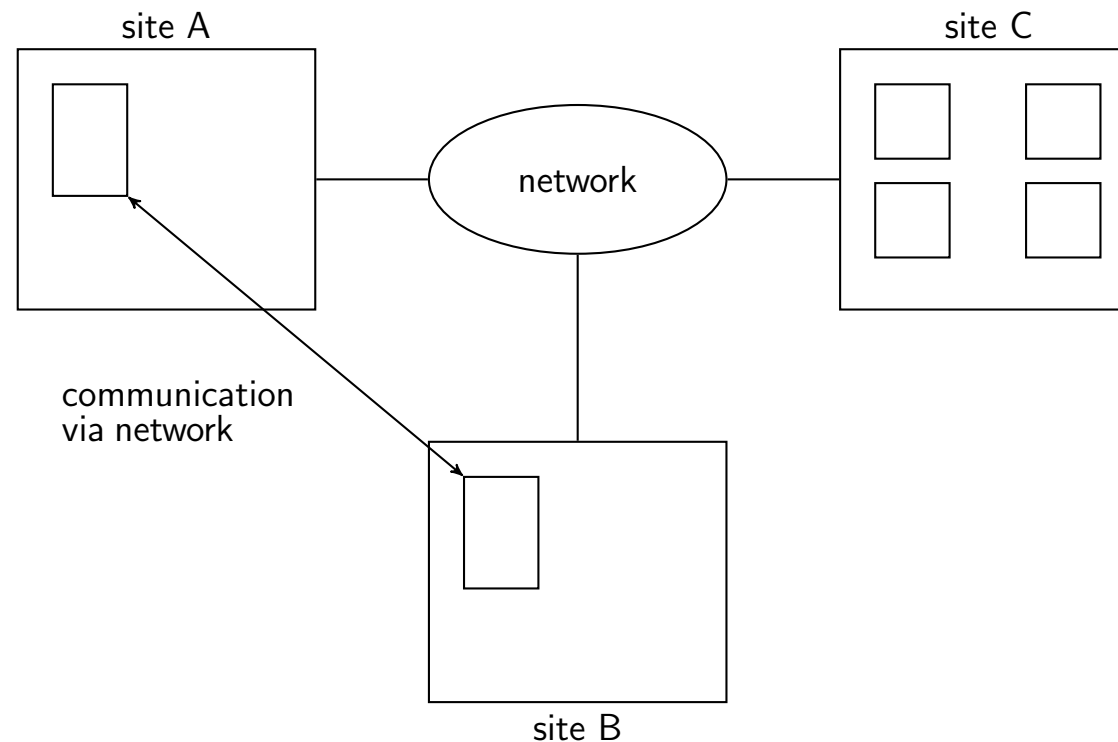 site A
site C
network
communication
via network
site B